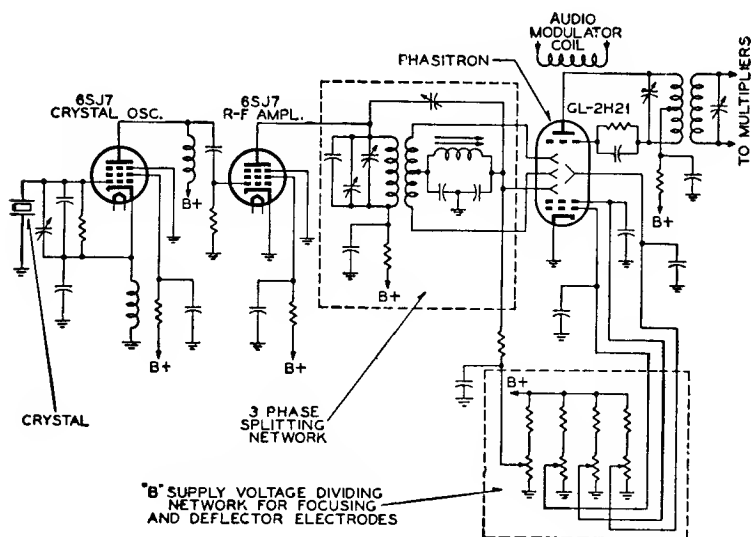 AUDIO
MODULATOR
COIL
PHASITRON
6SJ7
CRYSTAL OSC.
6SJ7
R-F AMPL.
GL-2H21
TO MULTIPLIERS
B+
B+
B+
B+
B+
B+
B+
CRYSTAL
3 PHASE
SPLITTING
NETWORK
"B" SUPPLY VOLTAGE DIVIDING
NETWORK FOR FOCUSING
AND DEFLECTOR ELECTRODES